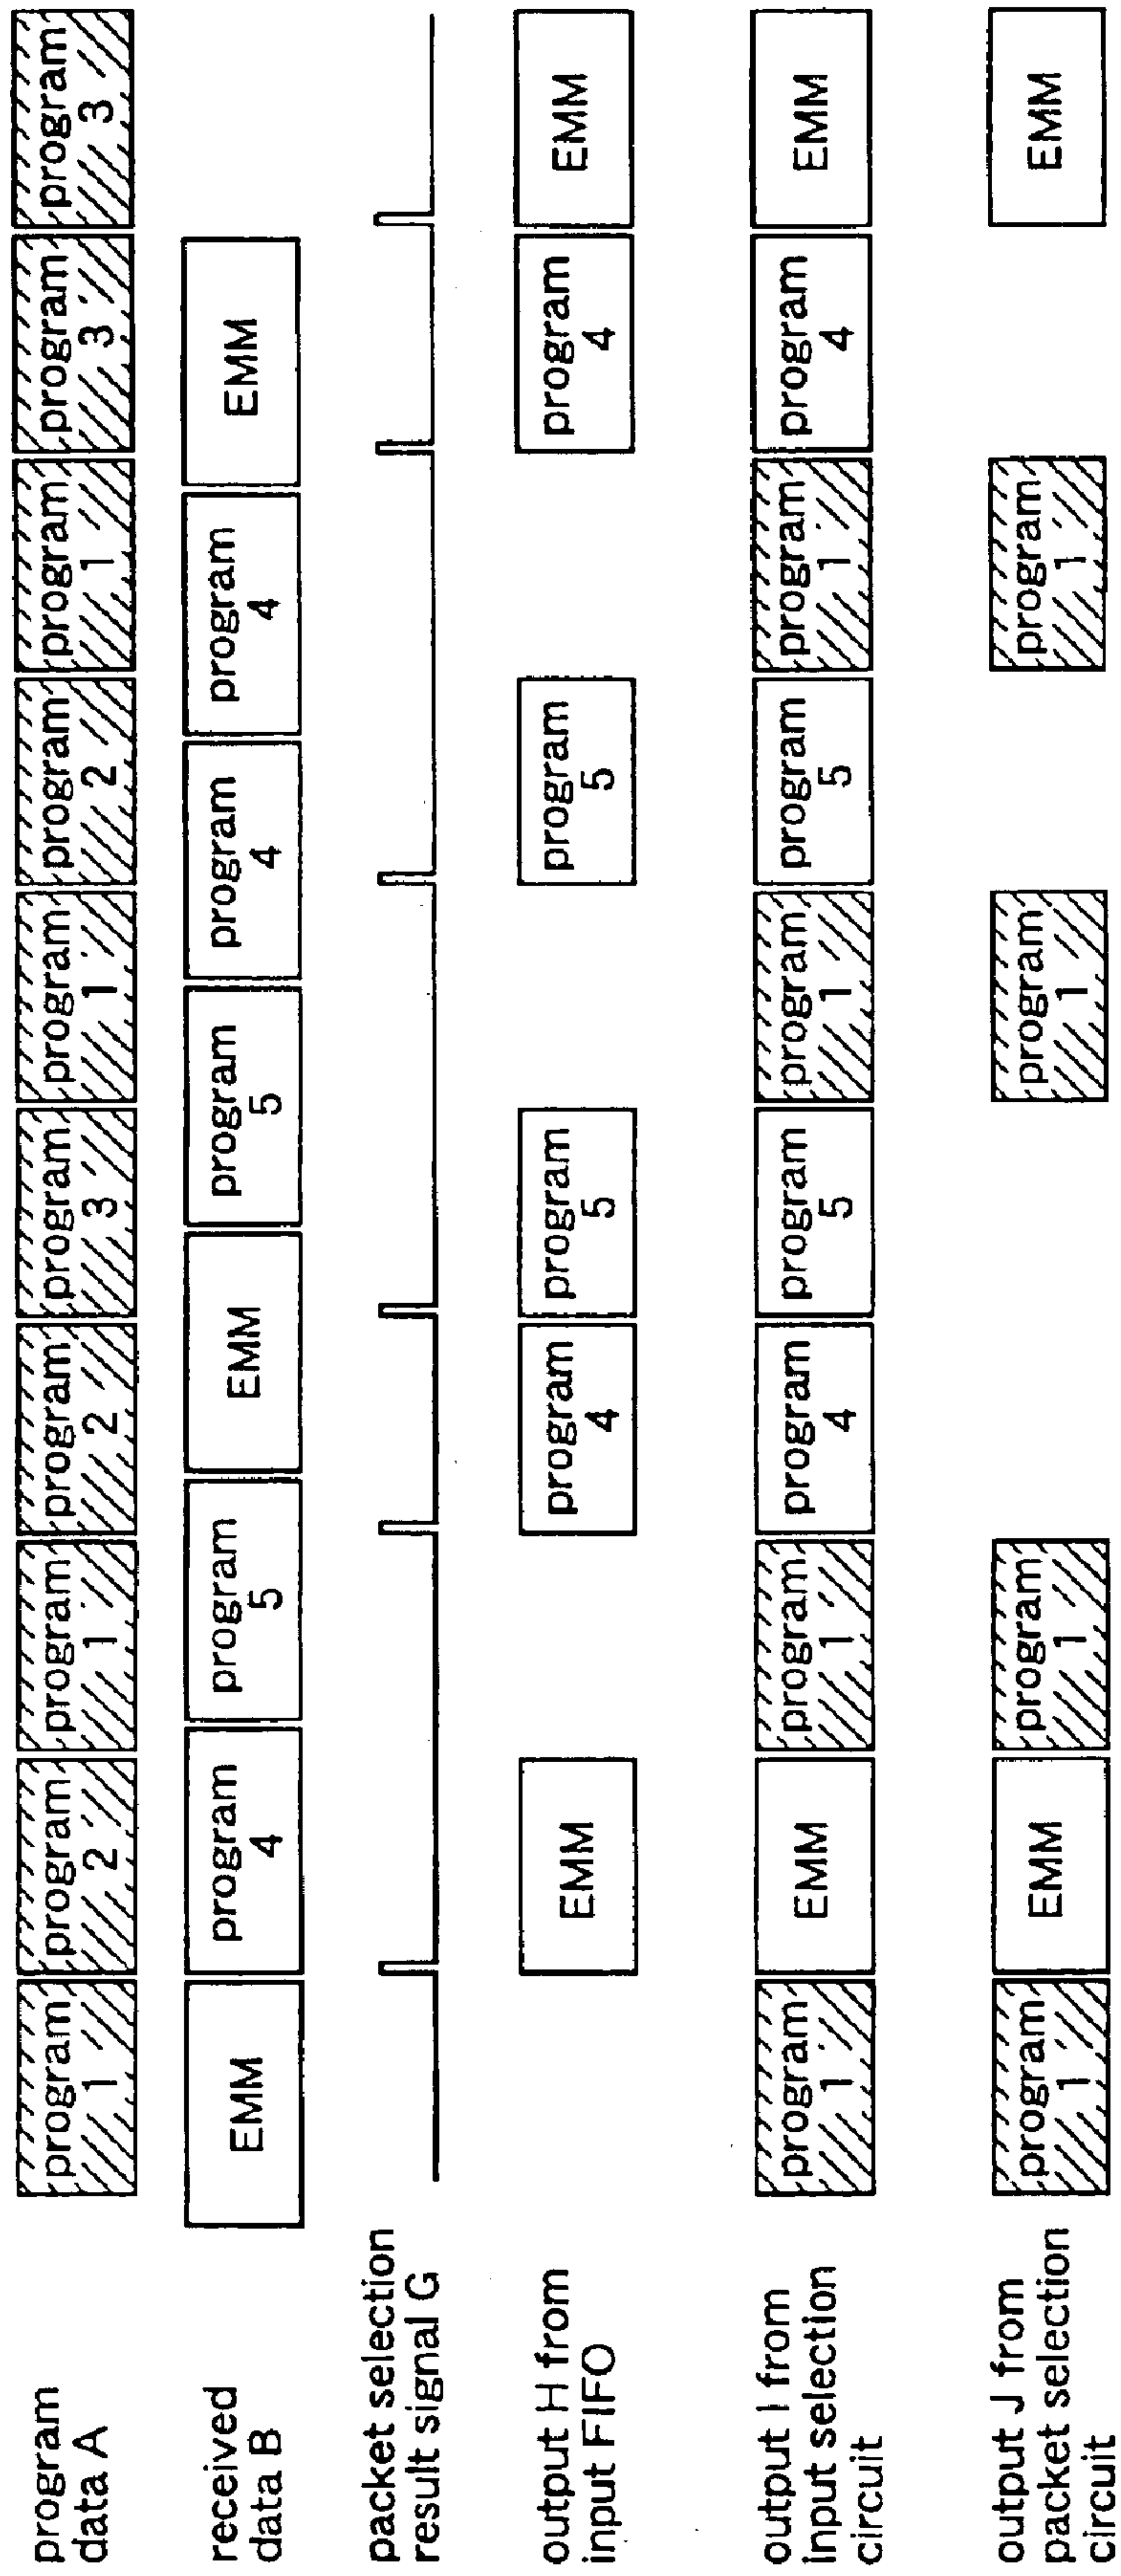 program
data A
program
1
program
2
program
1
program
2
program
3
program
1
program
2
program
1
program
3
program
3
received
data B
EMM
program
4
program
5
EMM
program
5
program
4
program
4
EMM
packet selection
result signal G
output H from
input FIFO
EMM
program
4
program
5
program
5
program
4
EMM
output I from
input selection
circuit
program
1
EMM
program
1
program
4
program
5
program
1
program
5
program
1
program
4
EMM
output J from
packet selection
circuit
program
1
EMM
program
1
program
1
program
1
EMM